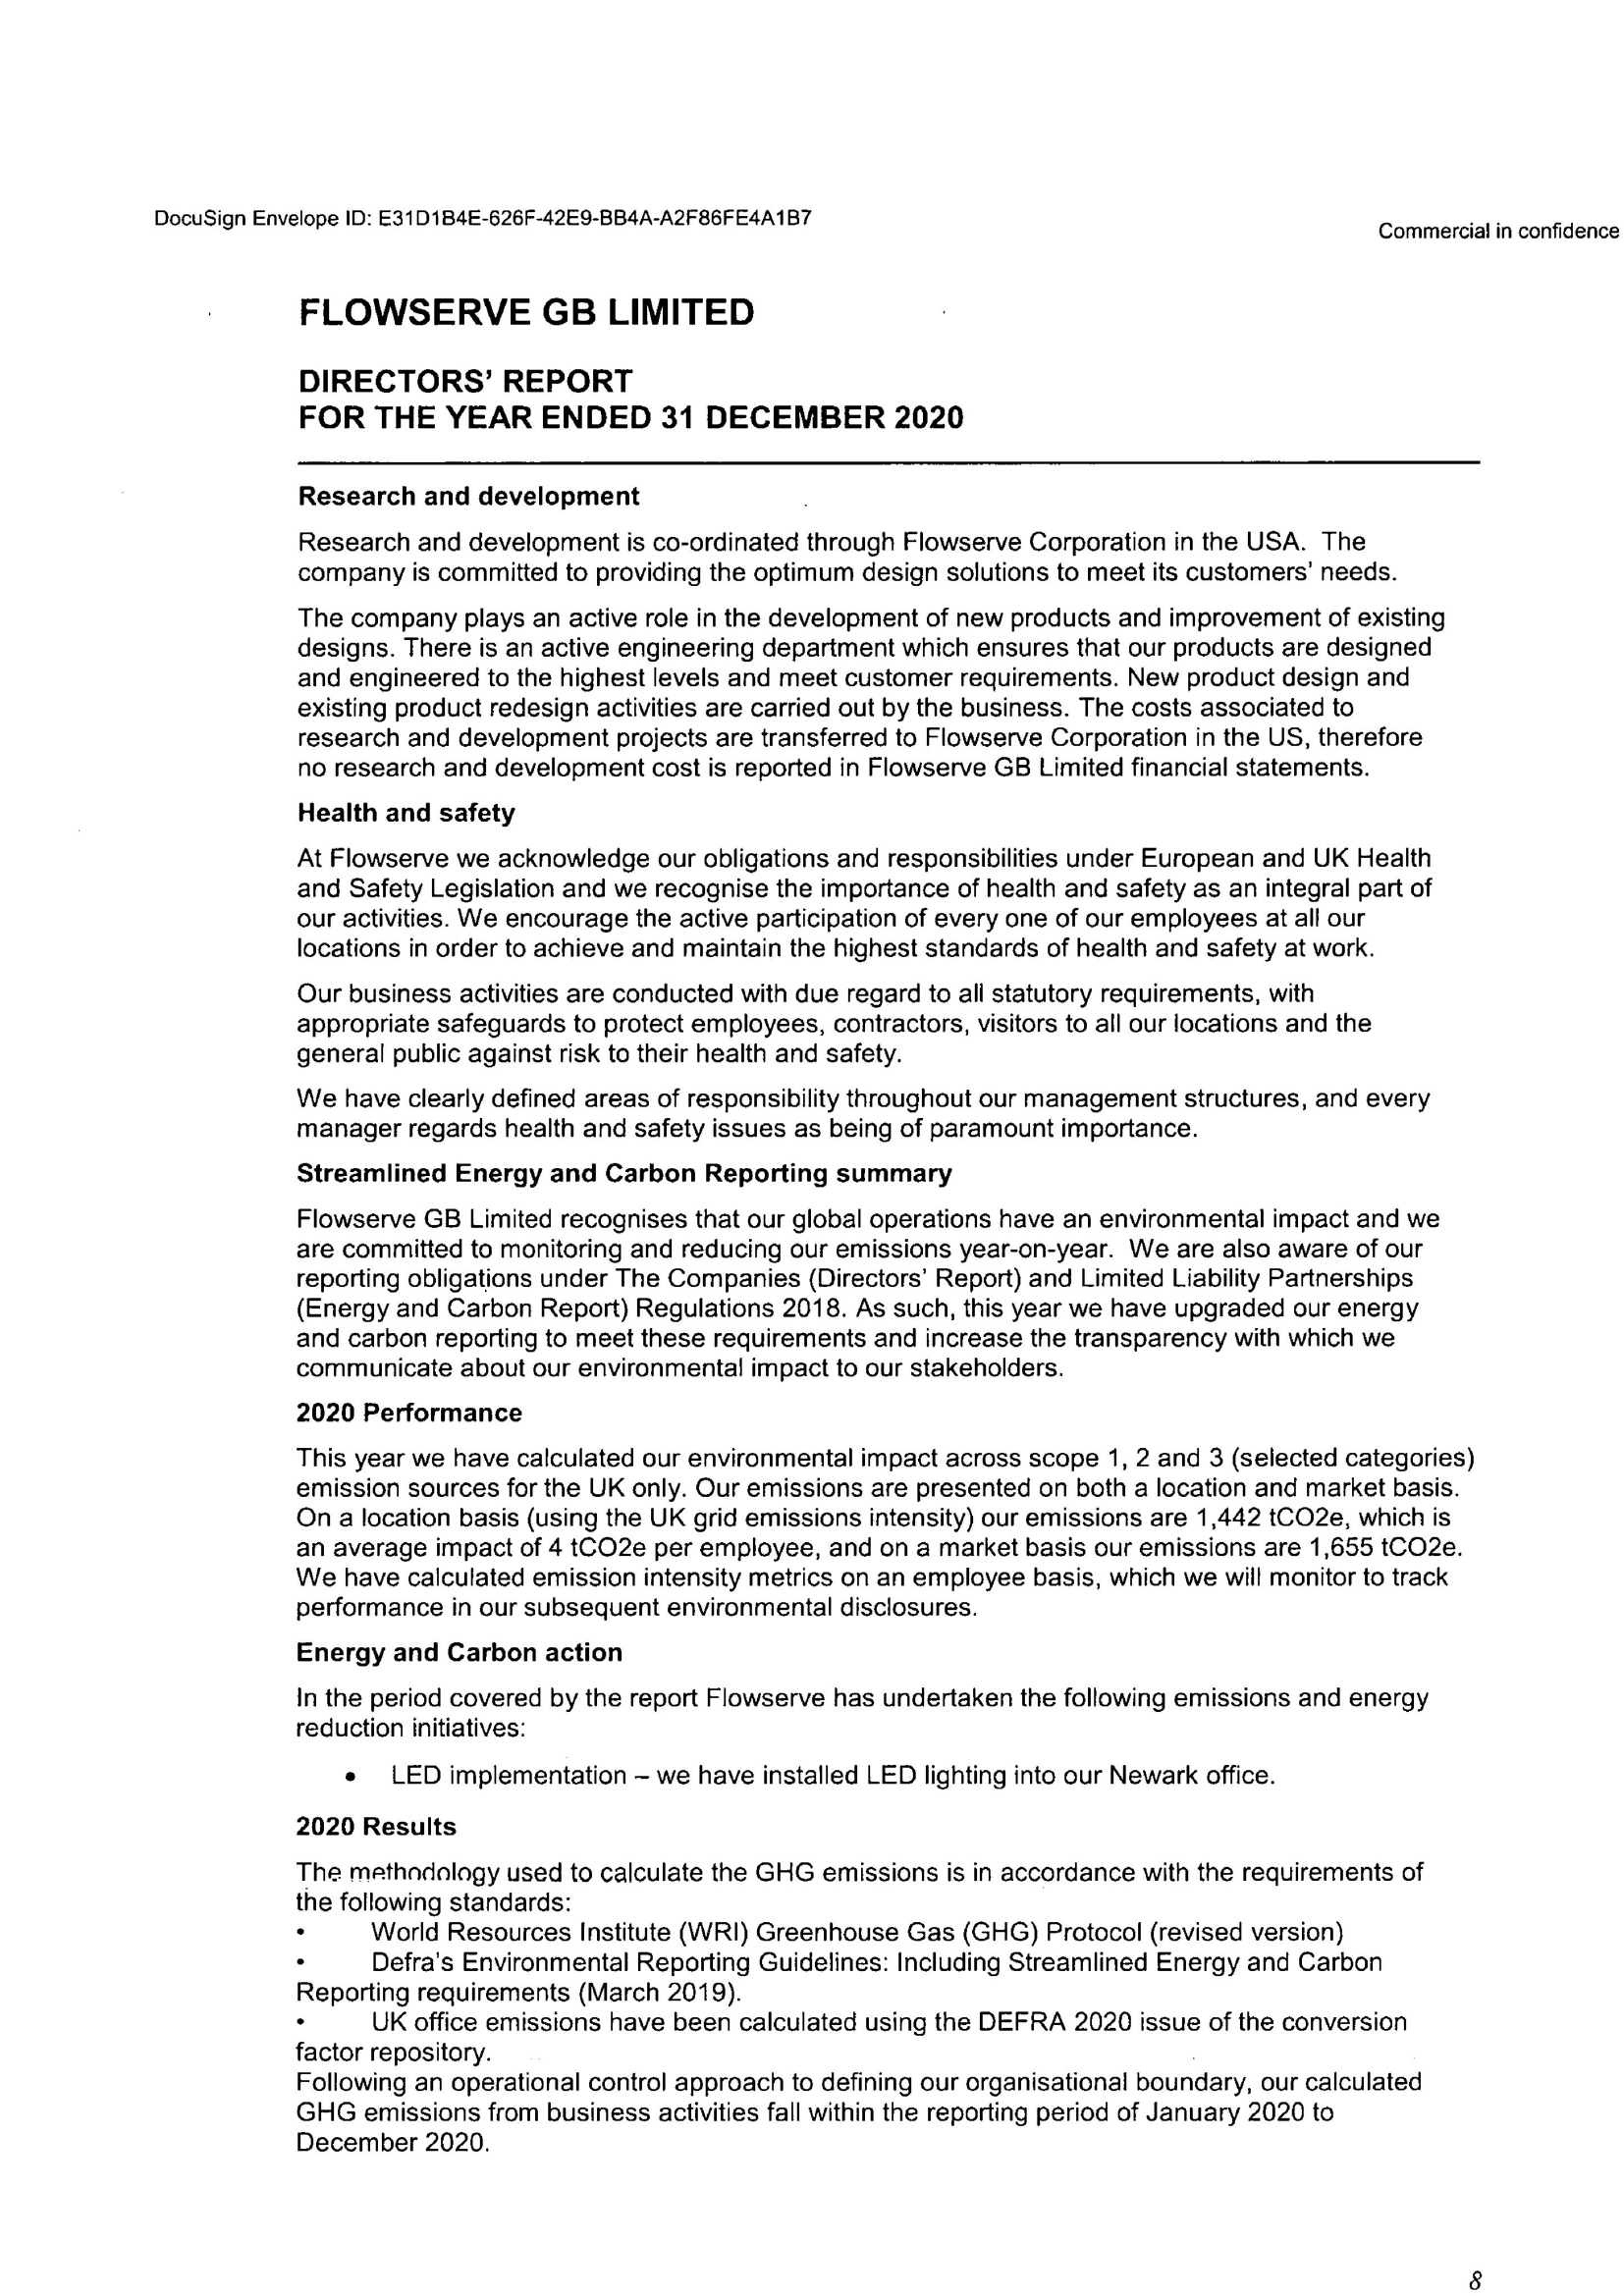 DocuSign Envelope ID: E31D1B4E-626F-42E9-BB4A-A2F86FE4A1B7
Commercial in confidence
FLOWSERVE GB LIMITED
DIRECTORS' REPORT
FOR THE YEAR ENDED 31 DECEMBER 2020
Research and development
Research and development is co-ordinated through Flowserve Corporation in the USA. The
company is committed to providing the optimum design solutions to meet its customers' needs.
The company plays an active role in the development of new products and improvement of existing
designs. There is an active engineering department which ensures that our products are designed
and engineered to the highest levels and meet customer requirements. New product design and
existing product redesign activities are carried out by the business. The costs associated to
research and development projects are transferred to Flowserve Corporation in the US, therefore
no research and development cost is reported in Flowserve GB Limited financial statements.
Health and safety
At Flowserve we acknowledge our obligations and responsibilities under European and UK Health
and Safety Legislation and we recognise the importance of health and safety as an integral part of
our activities. We encourage the active participation of every one of our employees at all our
locations in order to achieve and maintain the highest standards of health and safety at work.
Our business activities are conducted with due regard to all statutory requirements, with
appropriate safeguards to protect employees, contractors, visitors to all our locations and the
general public against risk to their health and safety.
We have clearly defined areas of responsibility throughout our management structures, and every
manager regards health and safety issues as being of paramount importance.
Streamlined Energy and Carbon Reporting summary
Flowserve GB Limited recognises that our global operations have an environmental impact and we
are committed to monitoring and reducing our emissions year-on-year. We are also aware of our
reporting obligations under The Companies (Directors' Report) and Limited Liability Partnerships
(Energy and Carbon Report) Regulations 2018. As such, this year we have upgraded our energy
and carbon reporting to meet these requirements and increase the transparency with which we
communicate about our environmental impact to our stakeholders.
2020 Performance
This year we have calculated our environmental impact across scope 1, 2 and 3 (selected categories)
emission sources for the UK only. Our emissions are presented on both a location and market basis.
On a location basis (using the UK grid emissions intensity) our emissions are 1,442 tCO2e, which is
an average impact of 4 tCO2e per employee, and on a market basis our emissions are 1,655 tCO2e.
We have calculated emission intensity metrics on an employee basis, which we will monitor to track
performance in our subsequent environmental disclosures.
Energy and Carbon action
In the period covered by the report Flowserve has undertaken the following emissions and energy
reduction initiatives:
• LED implementation – we have installed LED lighting into our Newark office.
2020 Results
The methodology used to calculate the GHG emissions is in accordance with the requirements of
the following standards:
• World Resources Institute (WRI) Greenhouse Gas (GHG) Protocol (revised version)
• Defra's Environmental Reporting Guidelines: Including Streamlined Energy and Carbon
Reporting requirements (March 2019).
• UK office emissions have been calculated using the DEFRA 2020 issue of the conversion
factor repository.
Following an operational control approach to defining our organisational boundary, our calculated
GHG emissions from business activities fall within the reporting period of January 2020 to
December 2020.
8